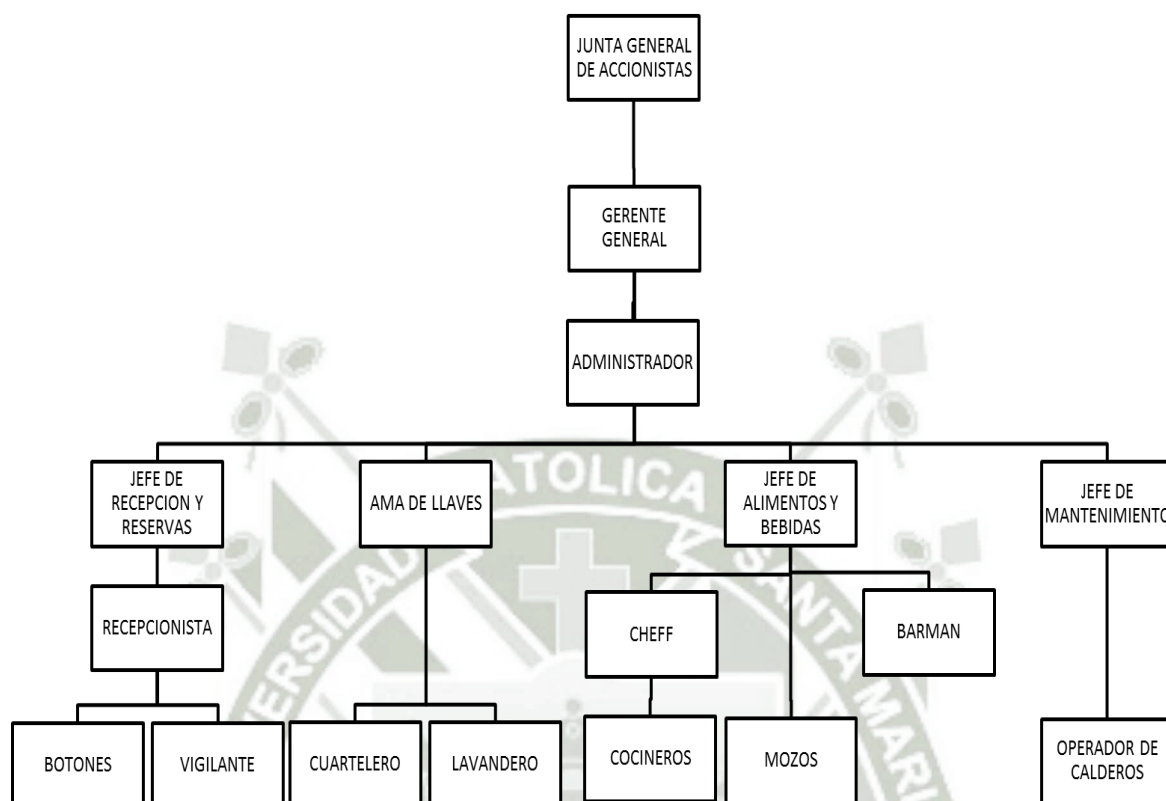 JUNTA GENERAL
DE ACCIONISTAS
GERENTE
GENERAL
ADMINISTRADOR
JEFE DE
RECEPCION Y
RESERVAS
AMA DE LLAVES
JEFE DE
ALIMENTOS Y
BEBIDAS
JEFE DE
MANTENIMIENTO
RECEPCIONISTA
CHEFF
BARMAN
BOTONES
VIGILANTE
CUARTELERO
LAVANDERO
COCINEROS
MOZOS
OPERADOR DE
CALDEROS